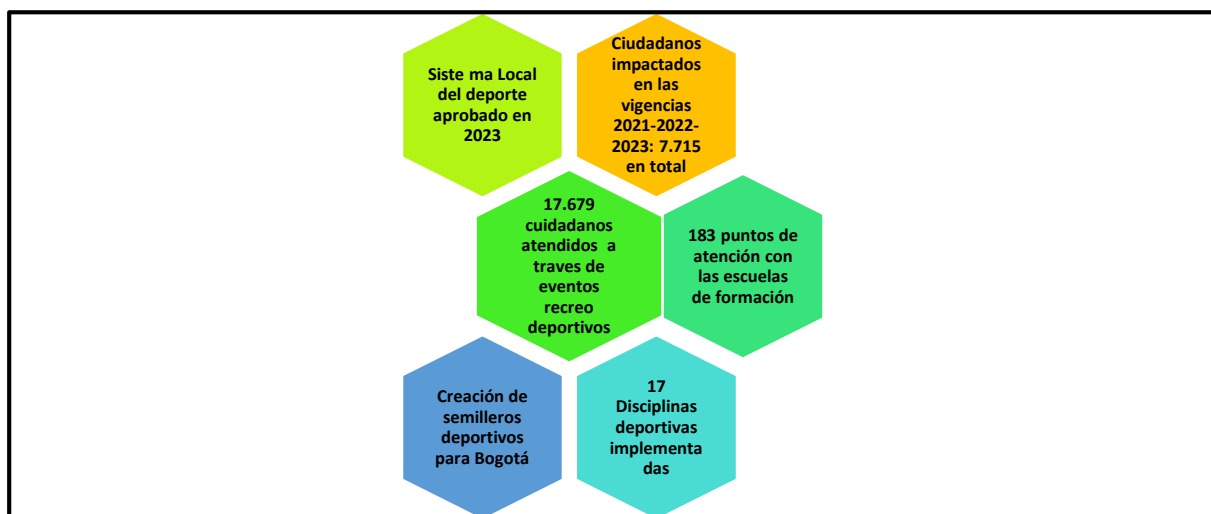 Siste ma Local
del deporte
aprobado en
2023
Ciudadanos
impactados
en las
vigencias
2021-2022-
2023: 7.715
en total
17.679
cuidadanos
atendidos a
traves de
eventos
recreo
deportivos
183 puntos de
atención con
las escuelas
de formación
Creación de
semilleros
deportivos
para Bogotá
17
Disciplinas
deportivas
implementa
das